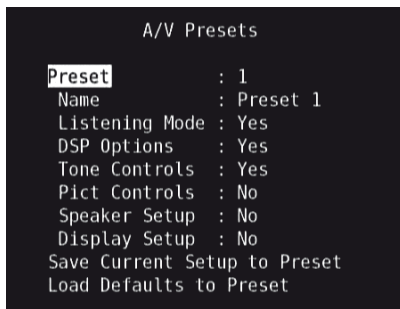 A/V Presets
Preset : 1
Name : Preset 1
Listening Mode : Yes
DSP Options : Yes
Tone Controls : Yes
Pict Controls : No
Speaker Setup : No
Display Setup : No
Save Current Setup to Preset
Load Defaults to Preset